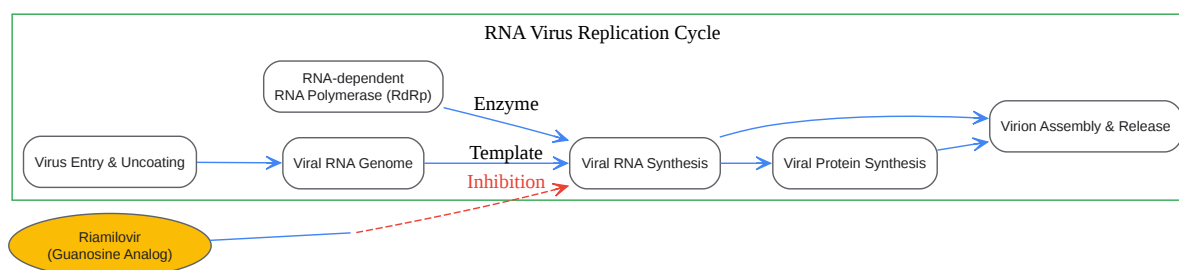 RNA Virus Replication Cycle
RNA-dependent
RNA Polymerase (RdRp)
Enzyme
Virus Entry & Uncoating
Viral RNA Genome
Template
Viral RNA Synthesis
Viral Protein Synthesis
Virion Assembly & Release
Inhibition
Riamilovir
(Guanosine Analog)